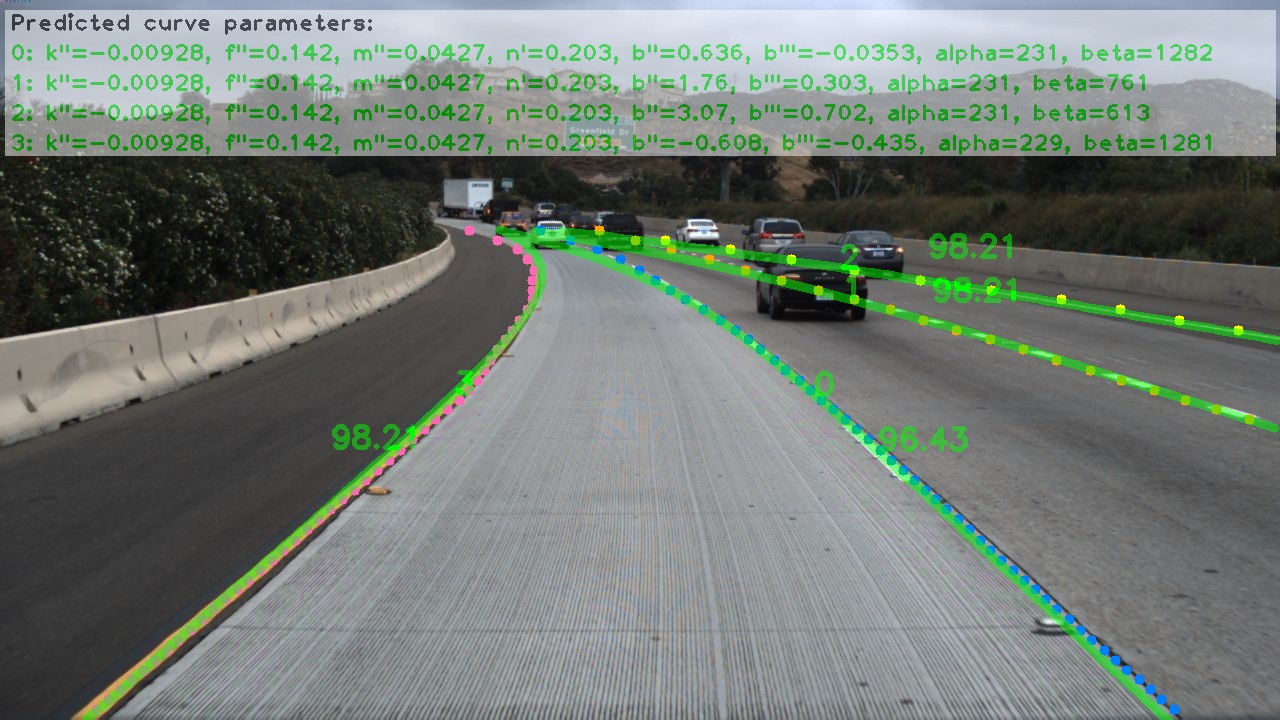 Predicted curve parameters:
0: k''=-0.00928, f''=0.142, m''=0.0427, n'=0.203, b''=0.636, b'''=-0.0353, alpha=231, beta=1282
1: k''=-0.00928, f''=0.142, m''=0.0427, n'=0.203, b''=1.76, b'''=0.303, alpha=231, beta=761
2: k''=-0.00928, f''=0.142, m''=0.0427, n'=0.203, b''=3.07, b'''=0.702, alpha=231, beta=613
Greenfield Dr
3: k''=-0.00928, f''=0.142, m''=0.0427, n'=0.203, b''=-0.608, b'''=-0.435, alpha=229, beta=1281
2 98.21
1 98.21
3 0
98.21 96.43